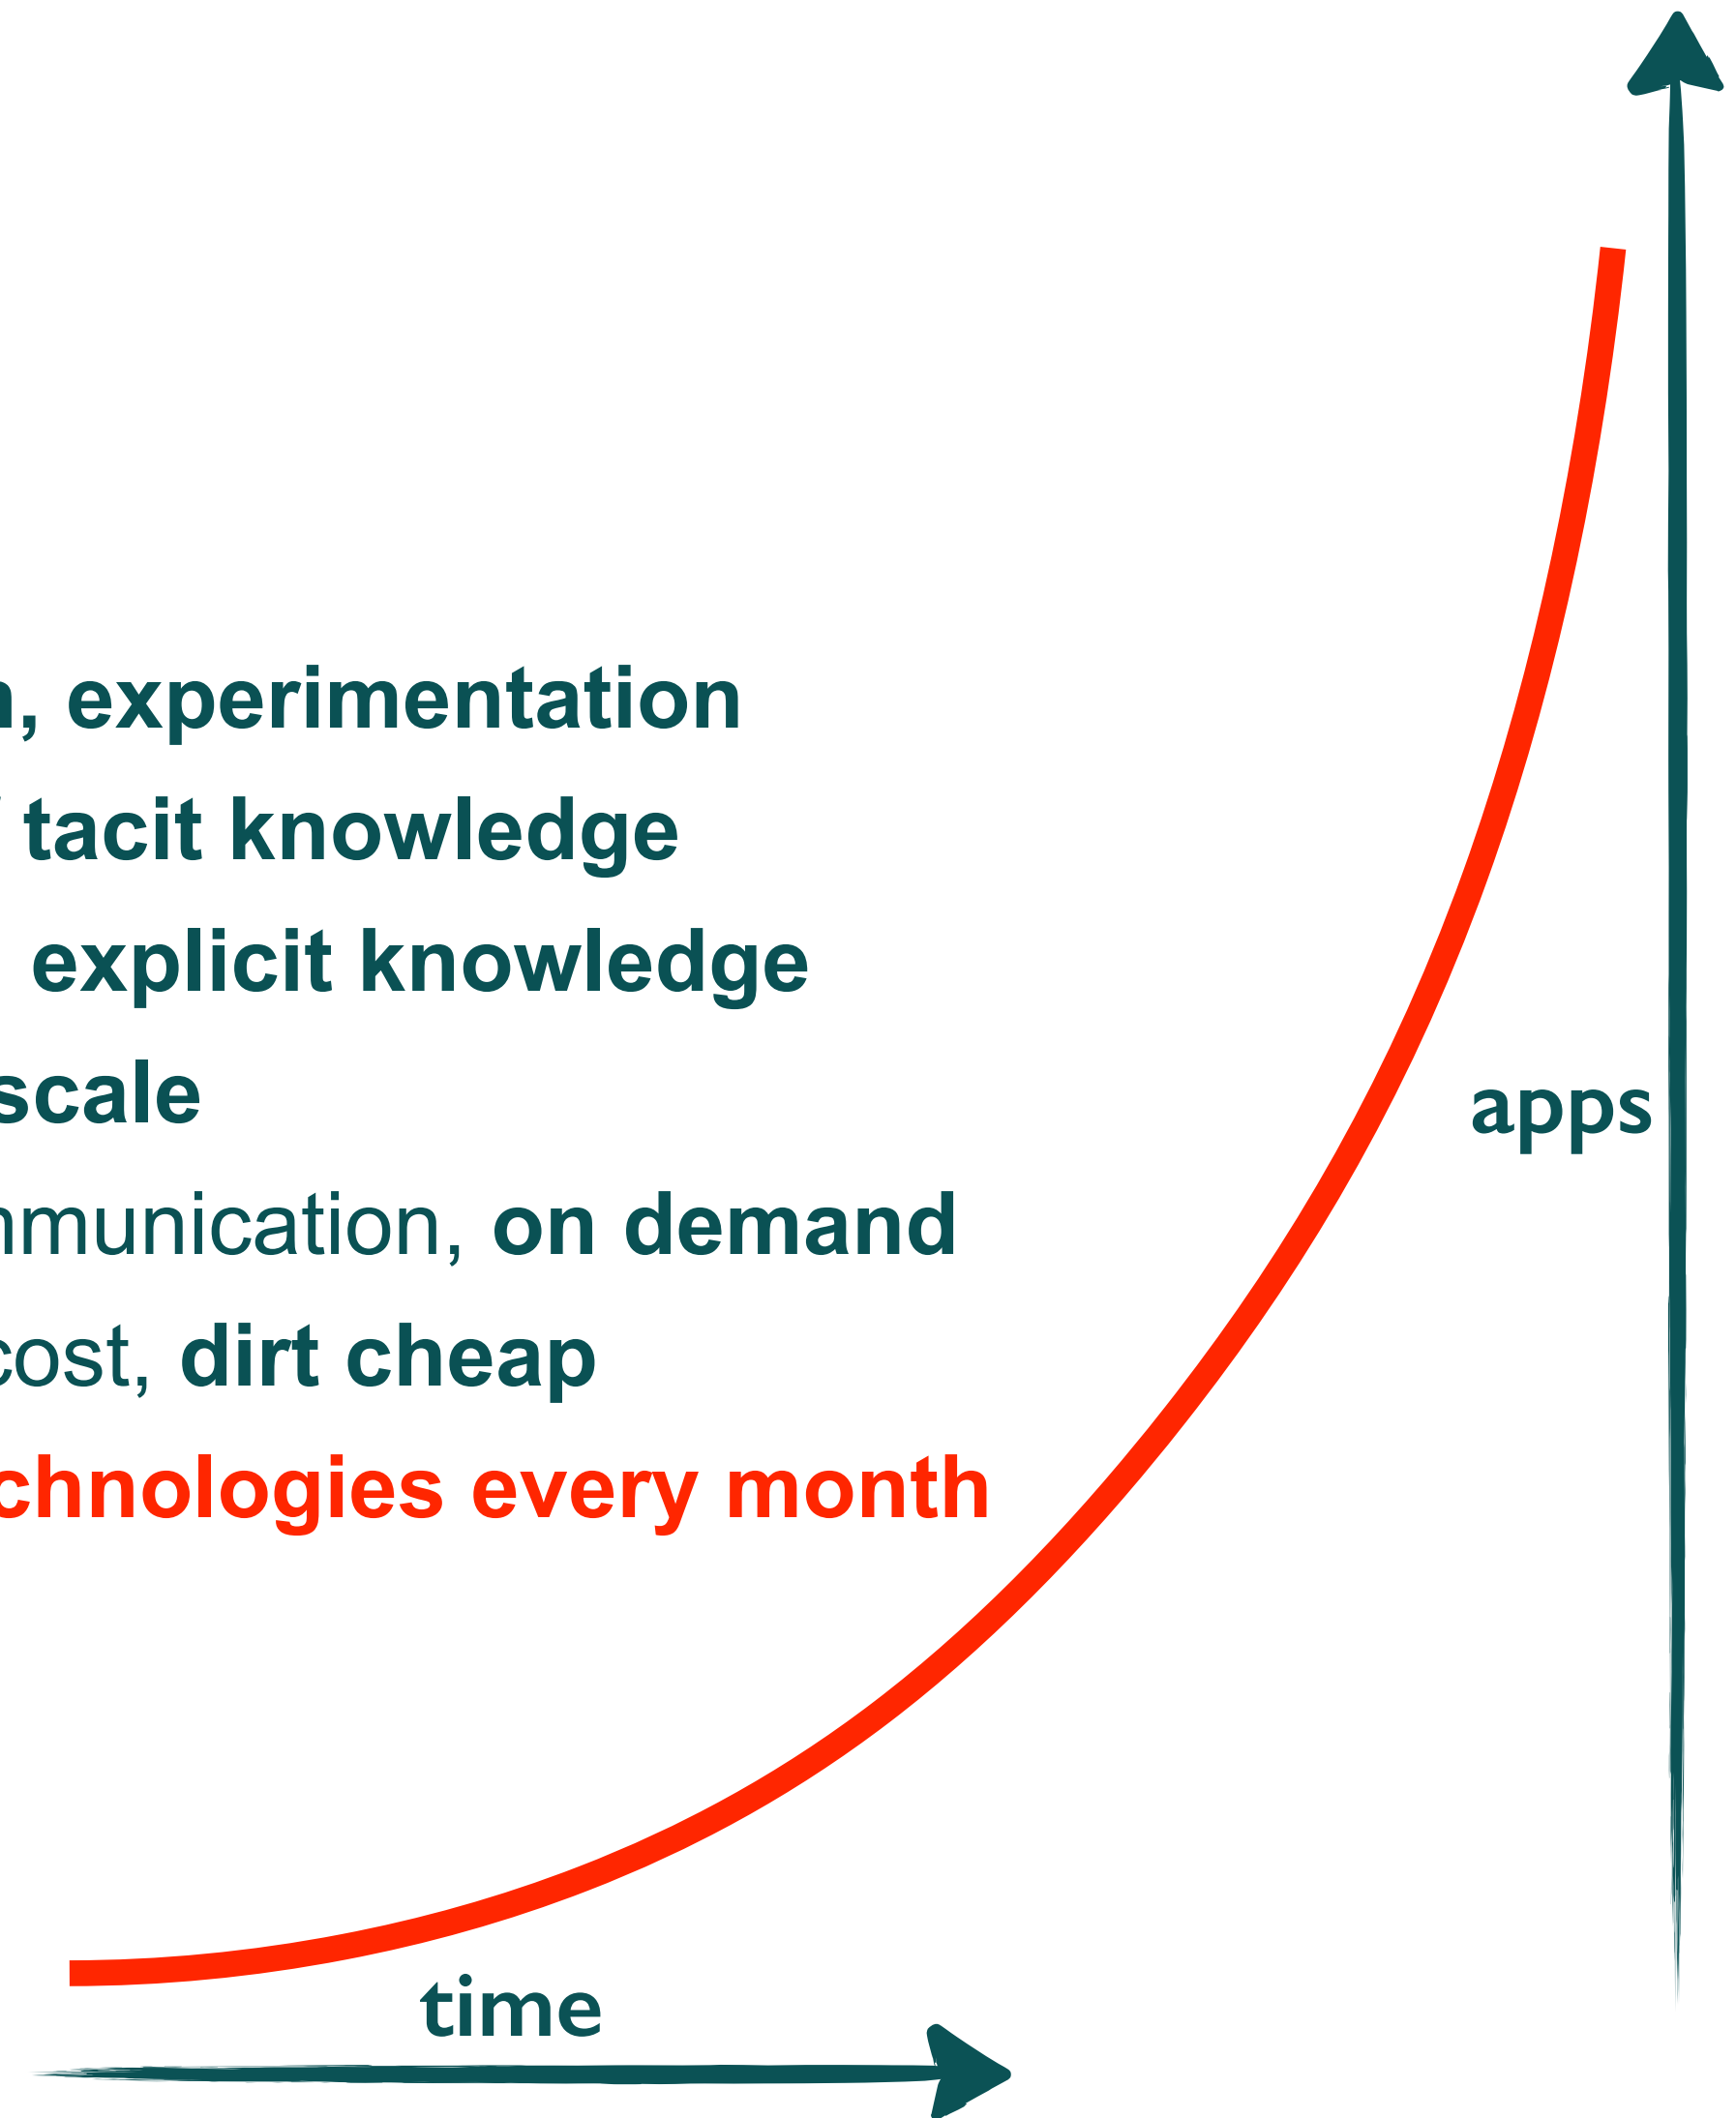 , experimentation
tacit knowledge
explicit knowledge
scale
mmunication, on demand
cost, dirt cheap
chnologies every month
apps
time